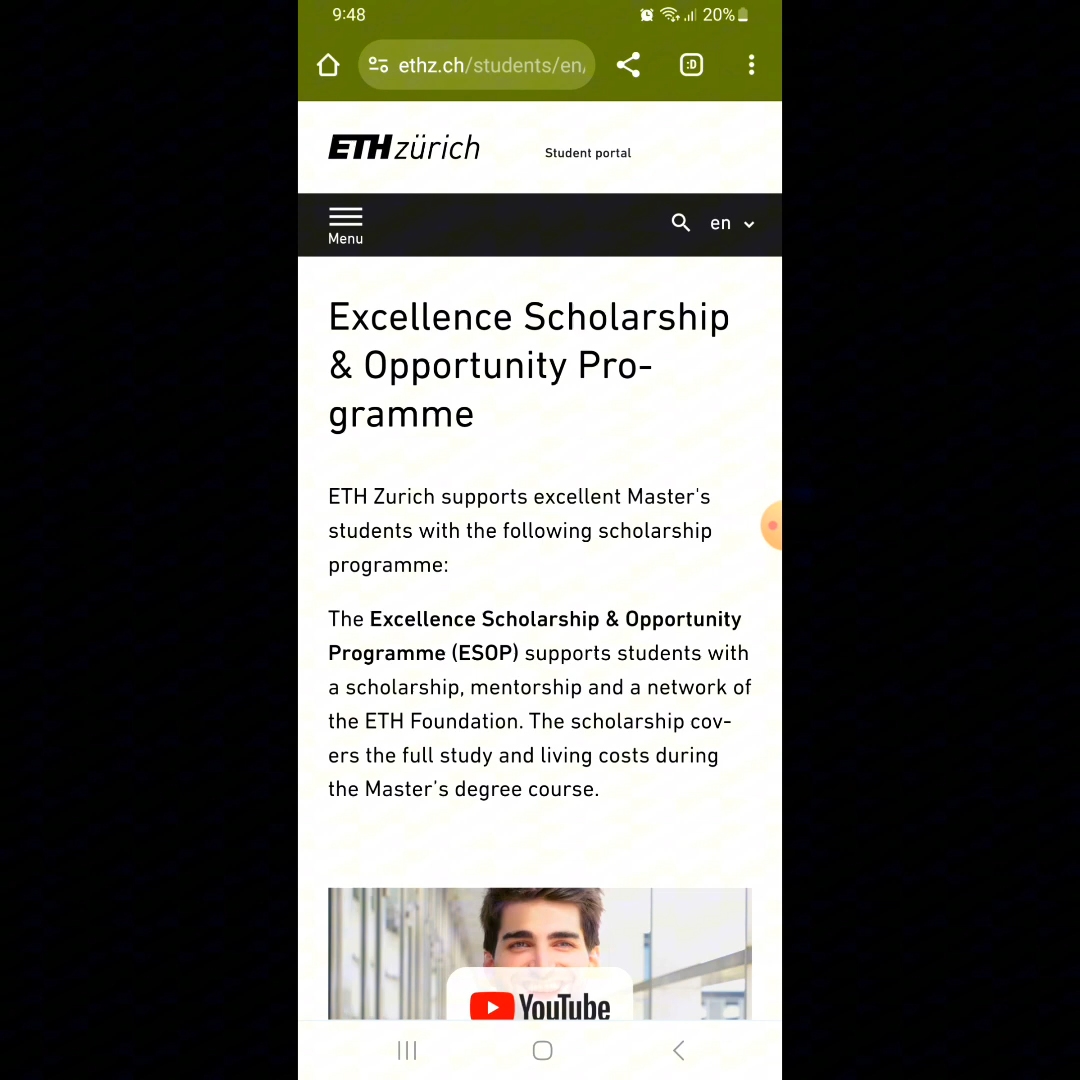 9:48
20%
ethz.ch/students/en,
:D
ETH zürich
Student portal
Menu
en
Excellence Scholarship
& Opportunity Pro-
gramme
ETH Zurich supports excellent Master's
students with the following scholarship
programme:
The Excellence Scholarship & Opportunity
Programme (ESOP) supports students with
a scholarship, mentorship and a network of
the ETH Foundation. The scholarship cov-
ers the full study and living costs during
the Master’s degree course.
YouTube